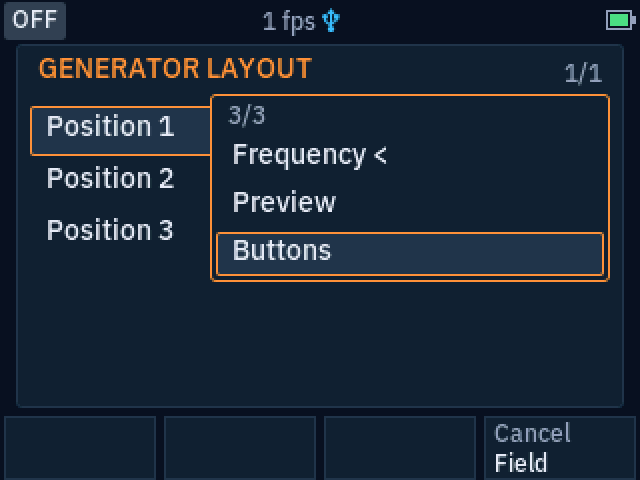 OFF
1 fps
GENERATOR LAYOUT
1/1
Position 1
Position 2
Position 3
3/3
Frequency <
Preview
Buttons
Cancel
Field